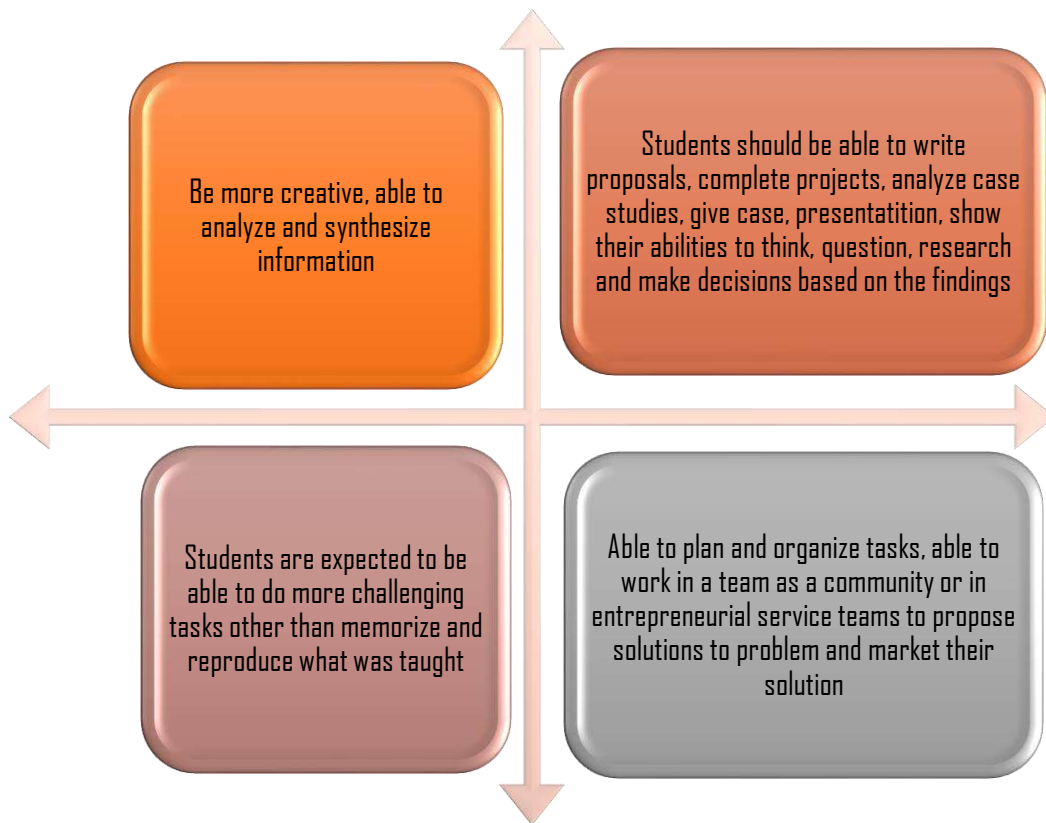 Be more creative, able to
analyze and synthesize
information
Students should be able to write
proposals, complete projects, analyze case
studies, give case, presentatition, show
their abilities to think, question, research
and make decisions based on the findings
Students are expected to be
able to do more challenging
tasks other than memorize and
reproduce what was taught
Able to plan and organize tasks, able to
work in a team as a community or in
entrepreneurial service teams to propose
solutions to problem and market their
solution